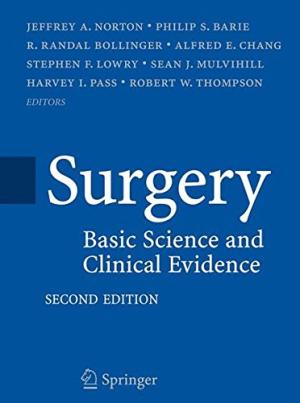 JEFFREY A. NORTON • PHILIP S. BARIE
R. RANDAL BOLLINGER • ALFRED E. CHANG
STEPHEN F. LOWRY • SEAN J. MULVIHILL
HARVEY I. PASS • ROBERT W. THOMPSON
EDITORS
Surgery
Basic Science and
Clinical Evidence
SECOND EDITION
Springer